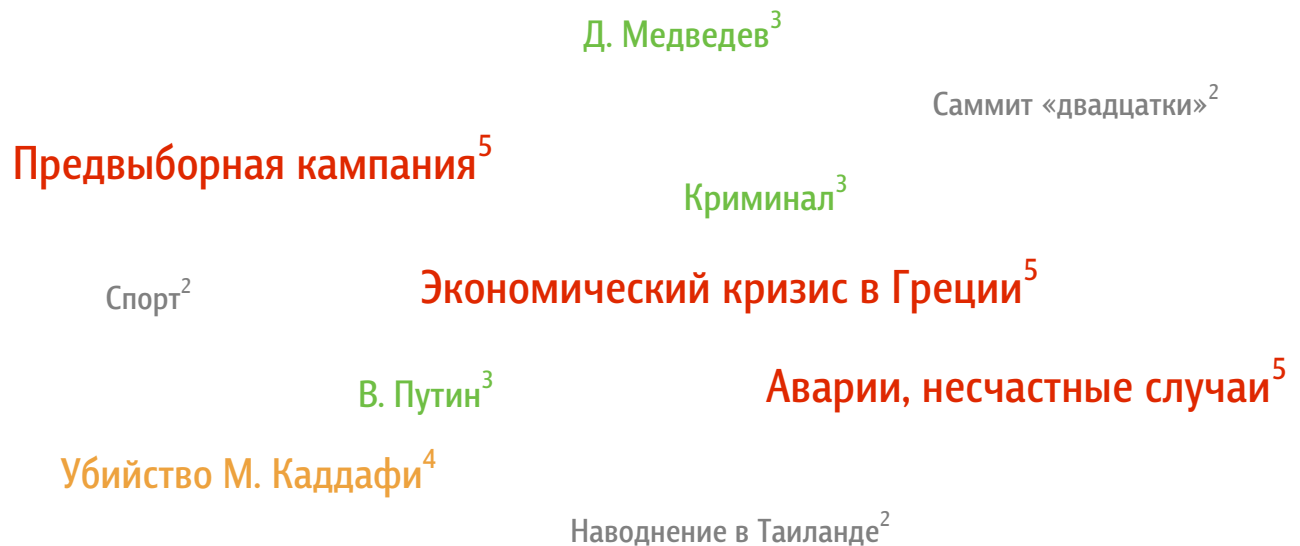 Д. Медведев³
Саммит «двадцатки»²
Предвыборная кампания⁵
Криминал³
Экономический кризис в Греции⁵
Спорт²
Аварии, несчастные случаи⁵
В. Путин³
Убийство М. Каддафи⁴
Наводнение в Таиланде²